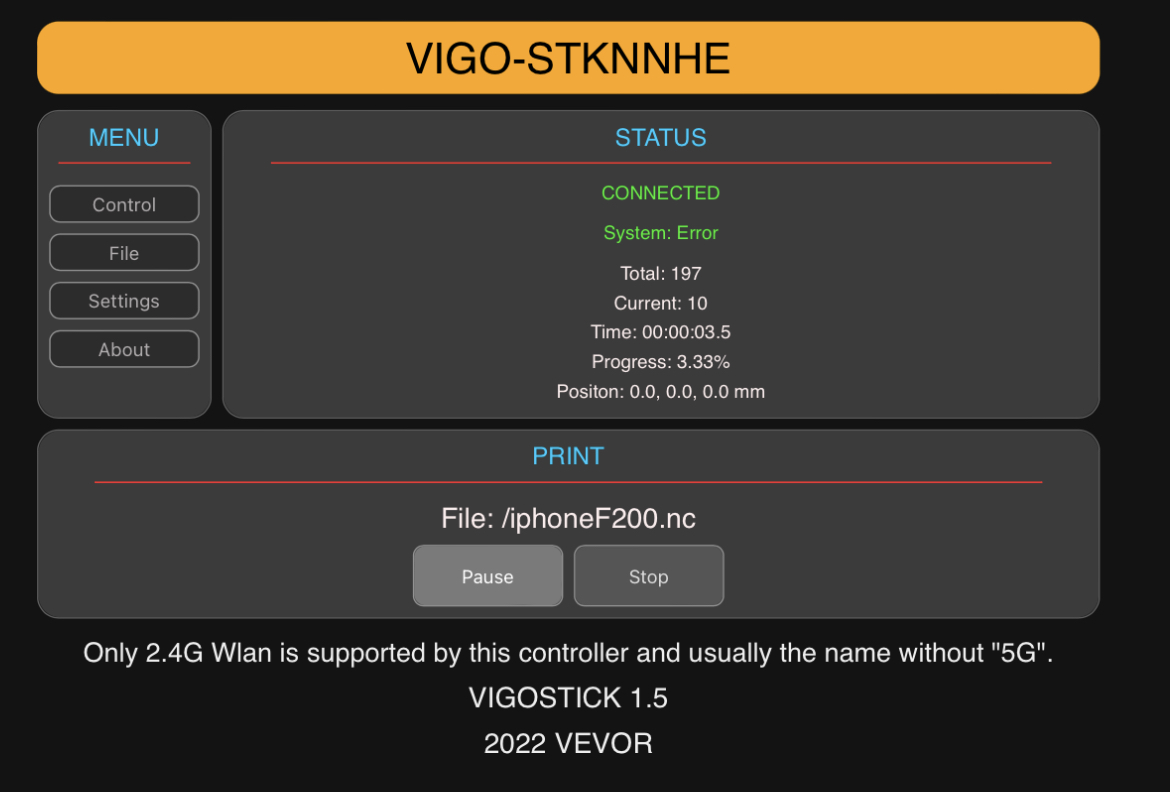 VIGO-STKNNHE
MENU
Control
File
Settings
About
STATUS
CONNECTED
System: Error
Total: 197
Current: 10
Time: 00:00:03.5
Progress: 3.33%
Positon: 0.0, 0.0, 0.0 mm
PRINT
File: /iphoneF200.nc
Pause
Stop
Only 2.4G Wlan is supported by this controller and usually the name without "5G".
VIGOSTICK 1.5
2022 VEVOR